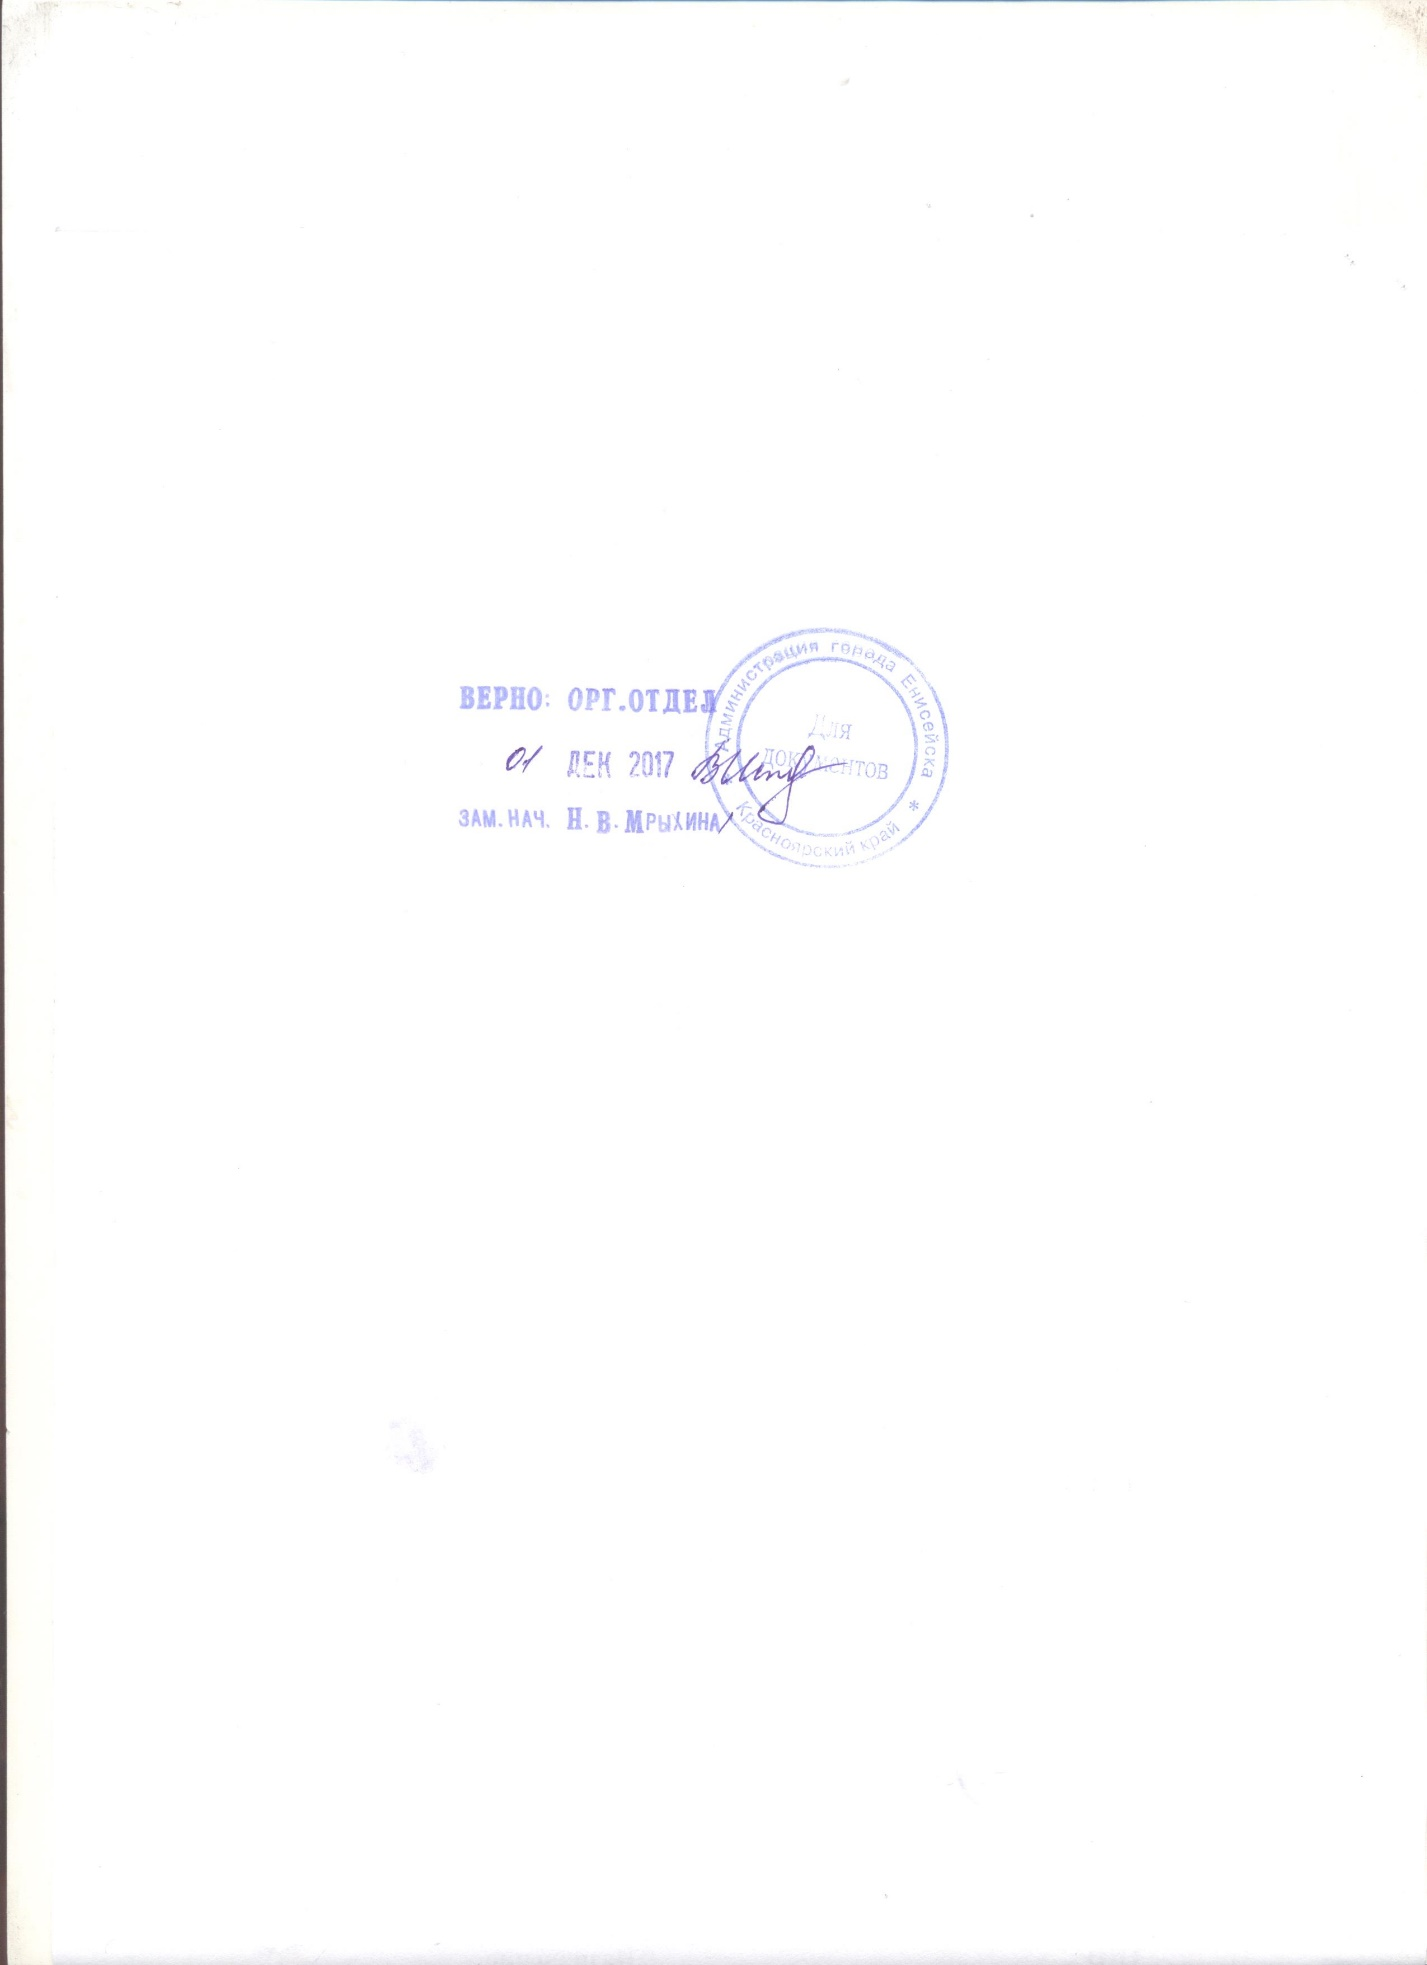 ВЕРНО: ОРГ.ОТДЕЛ
01 ДЕК 2017
ЗАМ.НАЧ. Н.В.МРЫХИНА
Администрация города Енисейска
*
Красноярский край
Для
документов